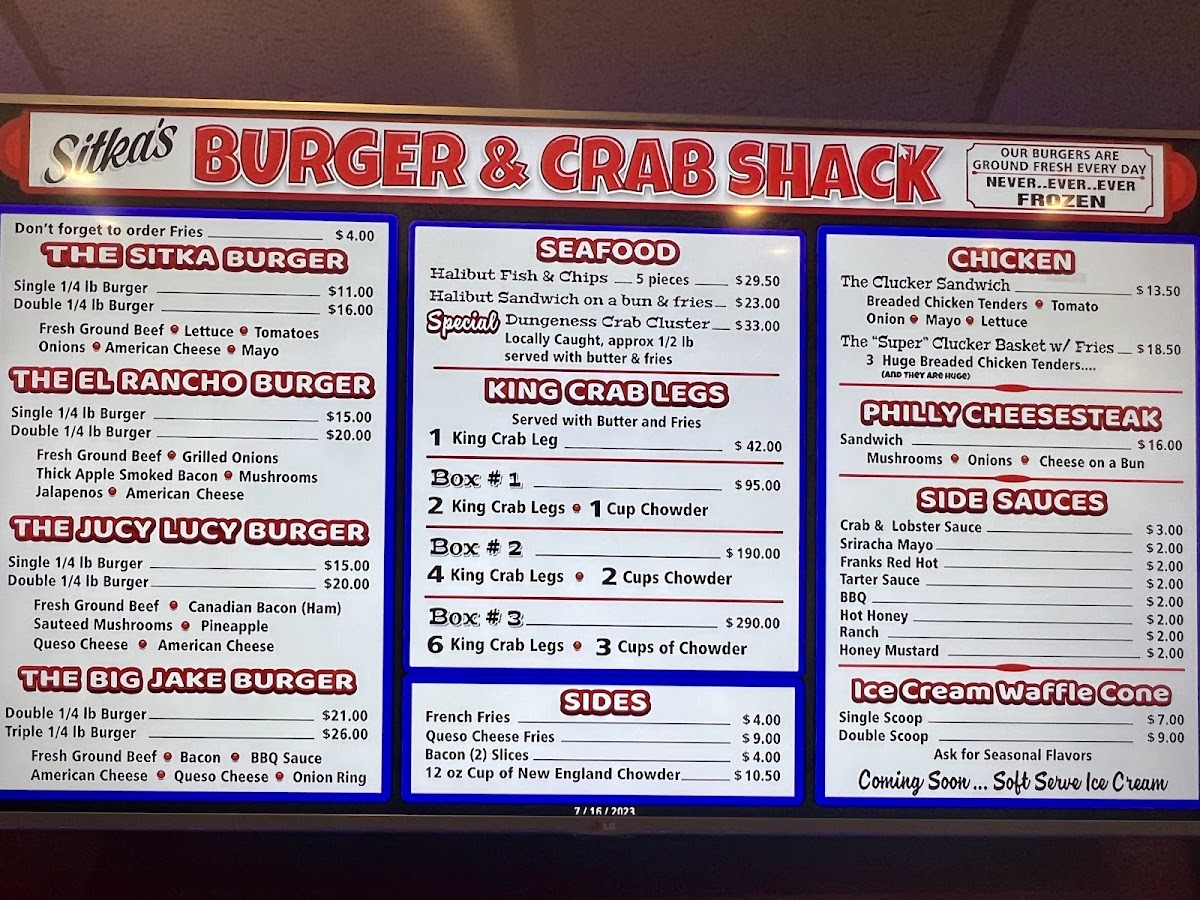 Sitka's BURGER & CRAB SHACK
OUR BURGERS ARE
GROUND FRESH EVERY DAY
NEVER..EVER..EVER
FROZEN
Don't forget to order Fries $4.00
THE SITKA BURGER
Single 1/4 lb Burger $11.00
Double 1/4 lb Burger $16.00
Fresh Ground Beef • Lettuce • Tomatoes
Onions • American Cheese • Mayo
THE EL RANCHO BURGER
Single 1/4 lb Burger $15.00
Double 1/4 lb Burger $20.00
Fresh Ground Beef • Grilled Onions
Thick Apple Smoked Bacon • Mushrooms
Jalapenos • American Cheese
THE JUCY LUCY BURGER
Single 1/4 lb Burger $15.00
Double 1/4 lb Burger $20.00
Fresh Ground Beef • Canadian Bacon (Ham)
Sauteed Mushrooms • Pineapple
Queso Cheese • American Cheese
THE BIG JAKE BURGER
Double 1/4 lb Burger $21.00
Triple 1/4 lb Burger $26.00
Fresh Ground Beef • Bacon • BBQ Sauce
American Cheese • Queso Cheese • Onion Ring
SEAFOOD
Halibut Fish & Chips 5 pieces $29.50
Halibut Sandwich on a bun & fries $23.00
Special Dungeness Crab Cluster $33.00
Locally Caught, approx 1/2 lb
served with butter & fries
KING CRAB LEGS
Served with Butter and Fries
1 King Crab Leg $42.00
Box #1 $95.00
2 King Crab Legs • 1 Cup Chowder
Box #2 $190.00
4 King Crab Legs • 2 Cups Chowder
Box #3 $290.00
6 King Crab Legs • 3 Cups of Chowder
SIDES
French Fries $4.00
Queso Cheese Fries $9.00
Bacon (2) Slices $4.00
12 oz Cup of New England Chowder $10.50
CHICKEN
The Clucker Sandwich $13.50
Breaded Chicken Tenders • Tomato
Onion • Mayo • Lettuce
The "Super" Clucker Basket w/ Fries $18.50
3 Huge Breaded Chicken Tenders....
(AND THEY ARE HUGE)
PHILLY CHEESESTEAK
Sandwich $16.00
Mushrooms • Onions • Cheese on a Bun
SIDE SAUCES
Crab & Lobster Sauce $3.00
Sriracha Mayo $2.00
Franks Red Hot $2.00
Tarter Sauce $2.00
BBQ $2.00
Hot Honey $2.00
Ranch $2.00
Honey Mustard $2.00
Ice Cream Waffle Cone
Single Scoop $7.00
Double Scoop $9.00
Ask for Seasonal Flavors
Coming Soon... Soft Serve Ice Cream
7/16/2023
LG